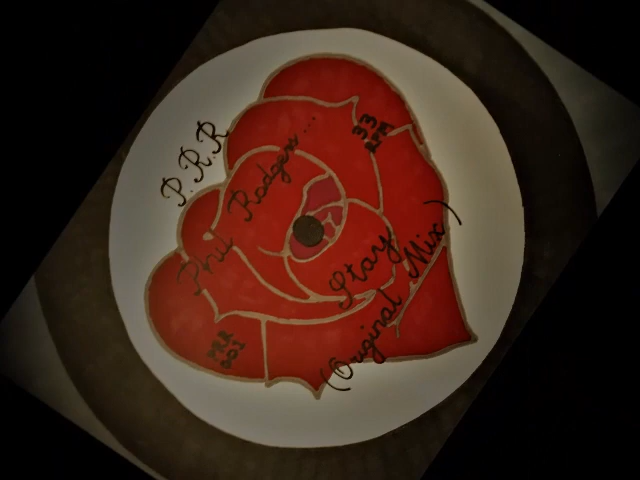 P.R.R
33
RPM
Phil Rodgers...
Stay
(Original Mix)
PRR
001